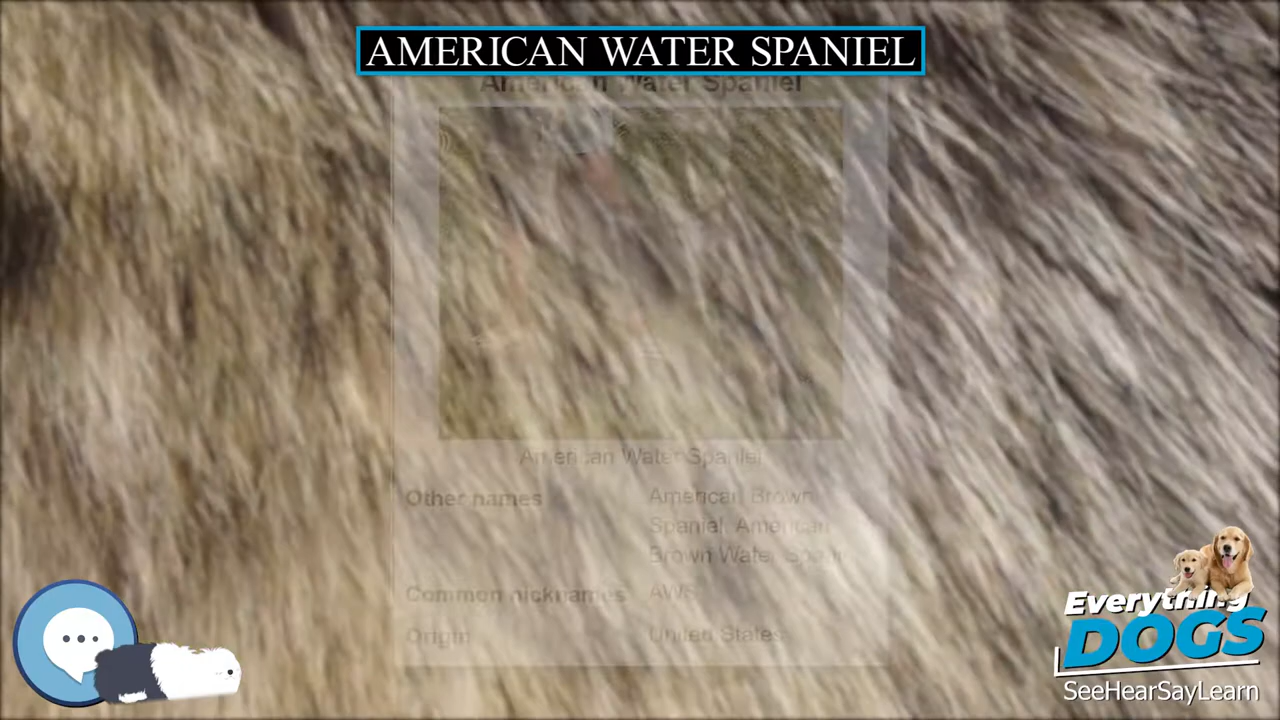 AMERICAN WATER SPANIEL
American Water Spaniel
American Water Spaniel
Other names
American Brown
Spaniel, American
Brown Water Spaniel
Common nicknames
AWS
Origin
United States
Everything
DOGS
SeeHearSayLearn